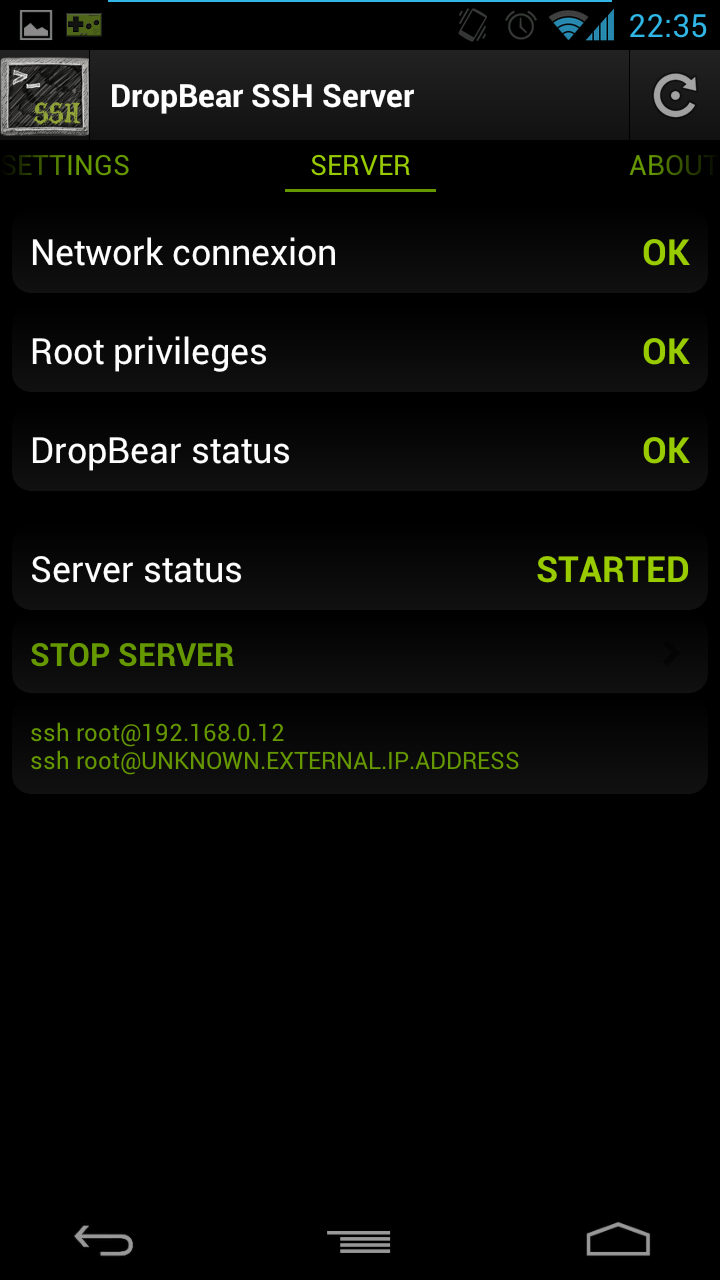 22:35
>_ SSH
DropBear SSH Server
SETTINGS SERVER ABOUT
Network connexion OK
Root privileges OK
DropBear status OK
Server status STARTED
STOP SERVER
ssh root@192.168.0.12
ssh root@UNKNOWN.EXTERNAL.IP.ADDRESS